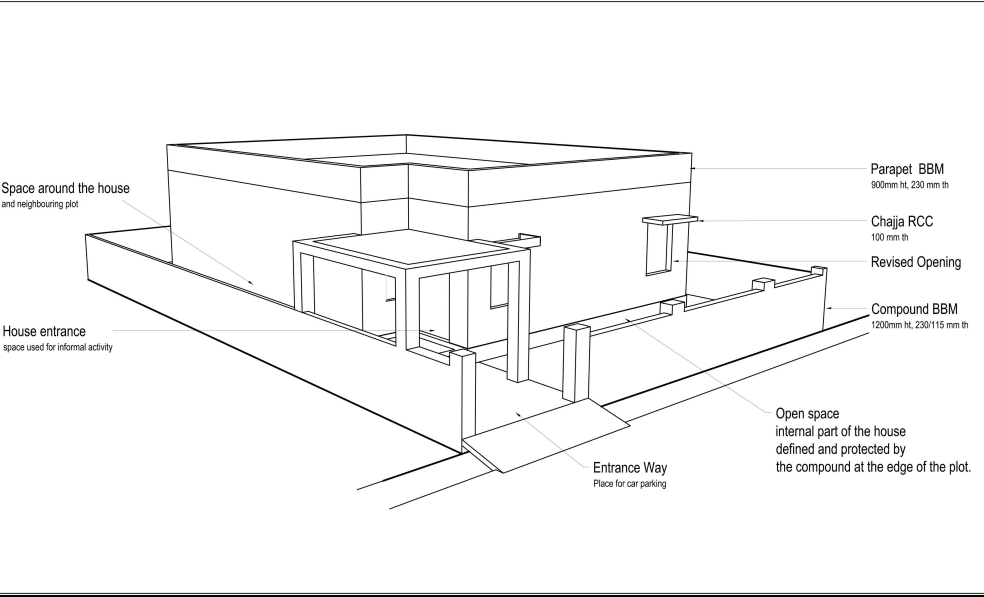 Space around the house
and neighbouring plot
House entrance
space used for informal activity
Parapet BBM
900mm ht, 230 mm th
Chajja RCC
100 mm th
Revised Opening
Compound BBM
1200mm ht, 230/115 mm th
Open space
internal part of the house
defined and protected by
the compound at the edge of the plot.
Entrance Way
Place for car parking